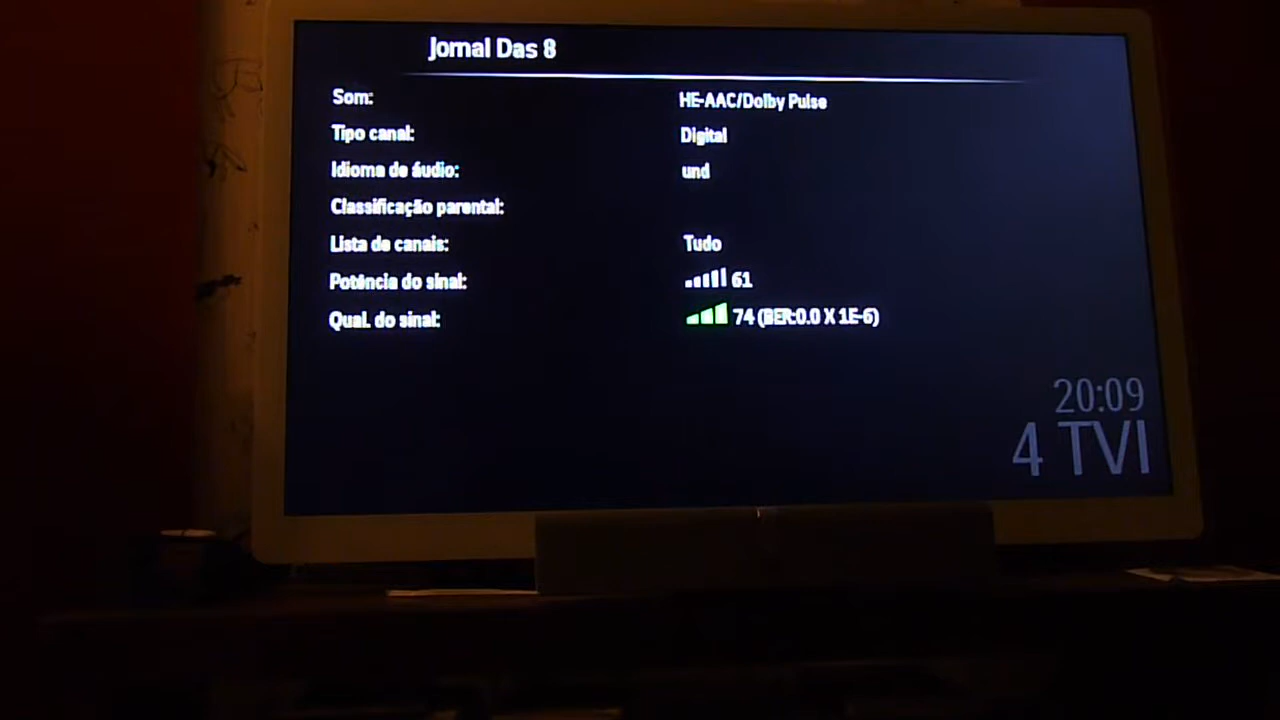 Jornal Das 8
Som: HE-AAC/Dolby Pulse
Tipo canal: Digital
Idioma de áudio: und
Classificação parental:
Lista de canais: Tudo
Potência do sinal: 61
Qual. do sinal: 74 (BER:0.0 X 1E-6)
20:09
4 TVI